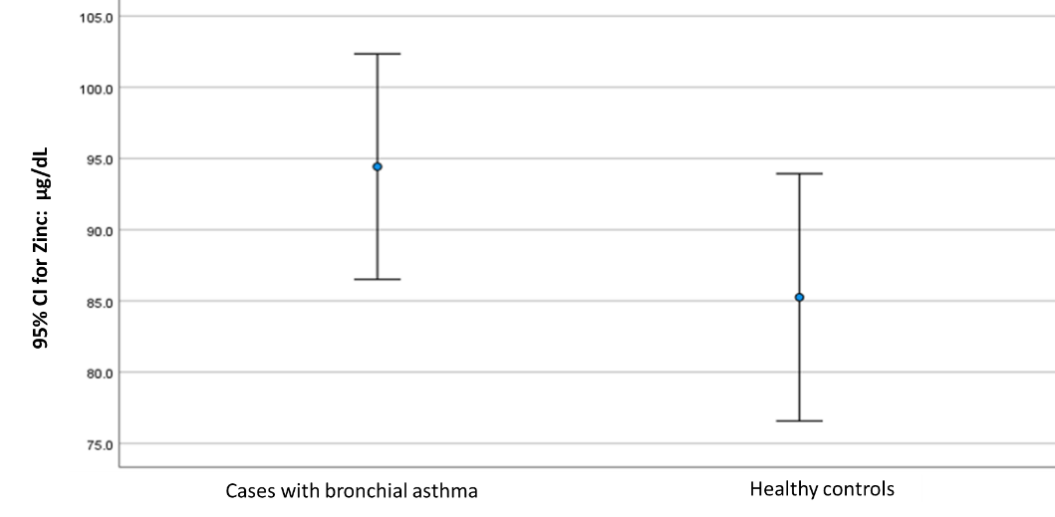 105.0
100.0
95.0
90.0
85.0
80.0
75.0
95% CI for Zinc: µg/dL
Cases with bronchial asthma
Healthy controls